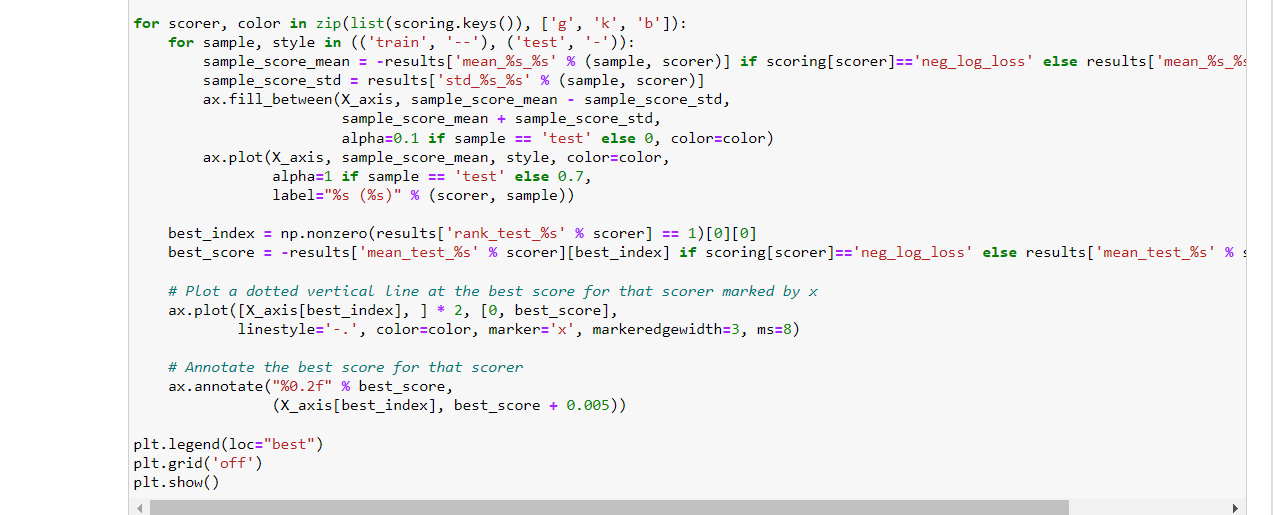 for scorer, color in zip(list(scoring.keys()), ['g', 'k', 'b']):
    for sample, style in (('train', '--'), ('test', '-')):
        sample_score_mean = -results['mean_%s_%s' % (sample, scorer)] if scoring[scorer]=='neg_log_loss' else results['mean_%s_%s
        sample_score_std = results['std_%s_%s' % (sample, scorer)]
        ax.fill_between(X_axis, sample_score_mean - sample_score_std,
                        sample_score_mean + sample_score_std,
                        alpha=0.1 if sample == 'test' else 0, color=color)
        ax.plot(X_axis, sample_score_mean, style, color=color,
                alpha=1 if sample == 'test' else 0.7,
                label="%s (%s)" % (scorer, sample))

    best_index = np.nonzero(results['rank_test_%s' % scorer] == 1)[0][0]
    best_score = -results['mean_test_%s' % scorer][best_index] if scoring[scorer]=='neg_log_loss' else results['mean_test_%s' %

    # Plot a dotted vertical line at the best score for that scorer marked by x
    ax.plot([X_axis[best_index], ] * 2, [0, best_score],
            linestyle='-.', color=color, marker='x', markeredgewidth=3, ms=8)

    # Annotate the best score for that scorer
    ax.annotate("%0.2f" % best_score,
                (X_axis[best_index], best_score + 0.005))

plt.legend(loc="best")
plt.grid('off')
plt.show()